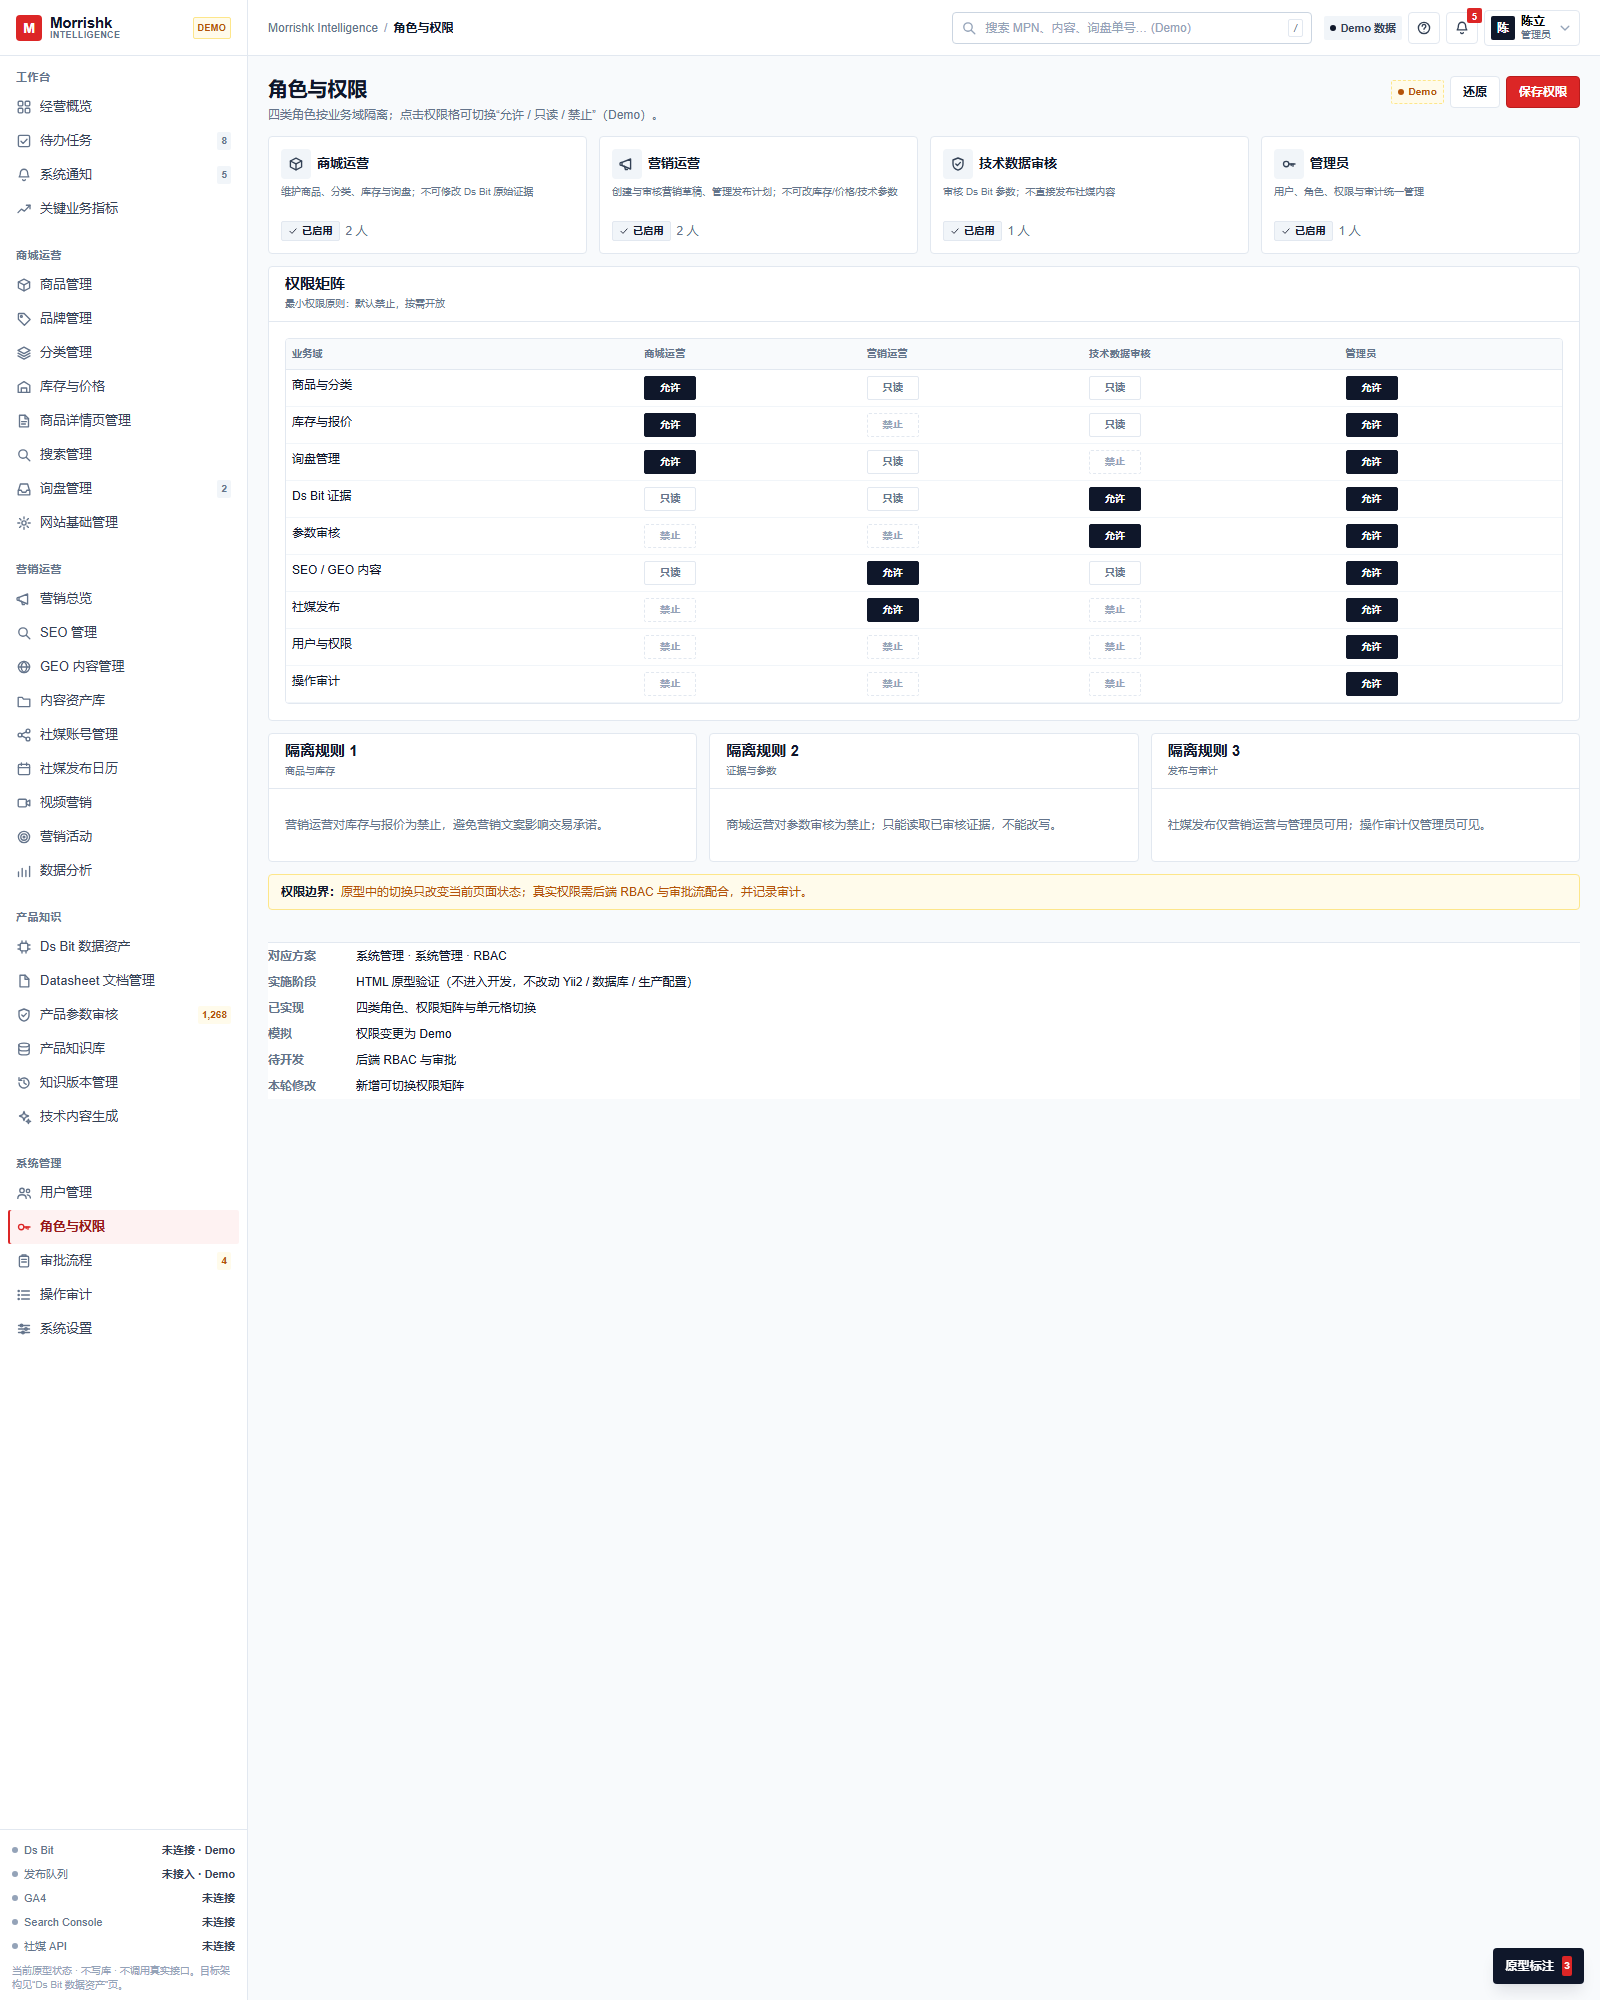 M Morrishk
INTELLIGENCE
DEMO
工作台
经营概览
待办任务 8
系统通知 5
关键业务指标
商城运营
商品管理
品牌管理
分类管理
库存与价格
商品详情页管理
搜索管理
询盘管理 2
网站基础管理
营销运营
营销总览
SEO 管理
GEO 内容管理
内容资产库
社媒账号管理
社媒发布日历
视频营销
营销活动
数据分析
产品知识
Ds Bit 数据资产
Datasheet 文档管理
产品参数审核 1,268
产品知识库
知识版本管理
技术内容生成
系统管理
用户管理
角色与权限
审批流程 4
操作审计
系统设置
Ds Bit 未连接 · Demo
发布队列 未接入 · Demo
GA4 未连接
Search Console 未连接
社媒 API 未连接
当前原型状态 · 不写库 · 不调用真实接口。目标架
构见“Ds Bit 数据资产”页。
Morrishk Intelligence / 角色与权限
搜索 MPN、内容、询盘单号... (Demo) /
Demo 数据
5
陈 陈立
管理员
角色与权限
四类角色按业务域隔离；点击权限格可切换“允许 / 只读 / 禁止”（Demo）。
Demo 还原 保存权限
商城运营
维护商品、分类、库存与询盘；不可修改 Ds Bit 原始证据
已启用 2 人
营销运营
创建与审核营销草稿、管理发布计划；不可改库存/价格/技术参数
已启用 2 人
技术数据审核
审核 Ds Bit 参数；不直接发布社媒内容
已启用 1 人
管理员
用户、角色、权限与审计统一管理
已启用 1 人
权限矩阵
最小权限原则：默认禁止，按需开放
业务域 商城运营 营销运营 技术数据审核 管理员
商品与分类 允许 只读 只读 允许
库存与报价 允许 禁止 只读 允许
询盘管理 允许 只读 禁止 允许
Ds Bit 证据 只读 只读 允许 允许
参数审核 禁止 禁止 允许 允许
SEO / GEO 内容 只读 允许 只读 允许
社媒发布 禁止 允许 禁止 允许
用户与权限 禁止 禁止 禁止 允许
操作审计 禁止 禁止 禁止 允许
隔离规则 1
商品与库存
营销运营对库存与报价为禁止，避免营销文案影响交易承诺。
隔离规则 2
证据与参数
商城运营对参数审核为禁止；只能读取已审核证据，不能改写。
隔离规则 3
发布与审计
社媒发布仅营销运营与管理员可用；操作审计仅管理员可见。
权限边界：原型中的切换只改变当前页面状态；真实权限需后端 RBAC 与审批流配合，并记录审计。
对应方案 系统管理 · 系统管理 · RBAC
实施阶段 HTML 原型验证（不进入开发，不改动 Yii2 / 数据库 / 生产配置）
已实现 四类角色、权限矩阵与单元格切换
模拟 权限变更为 Demo
待开发 后端 RBAC 与审批
本轮修改 新增可切换权限矩阵
原型标注 3